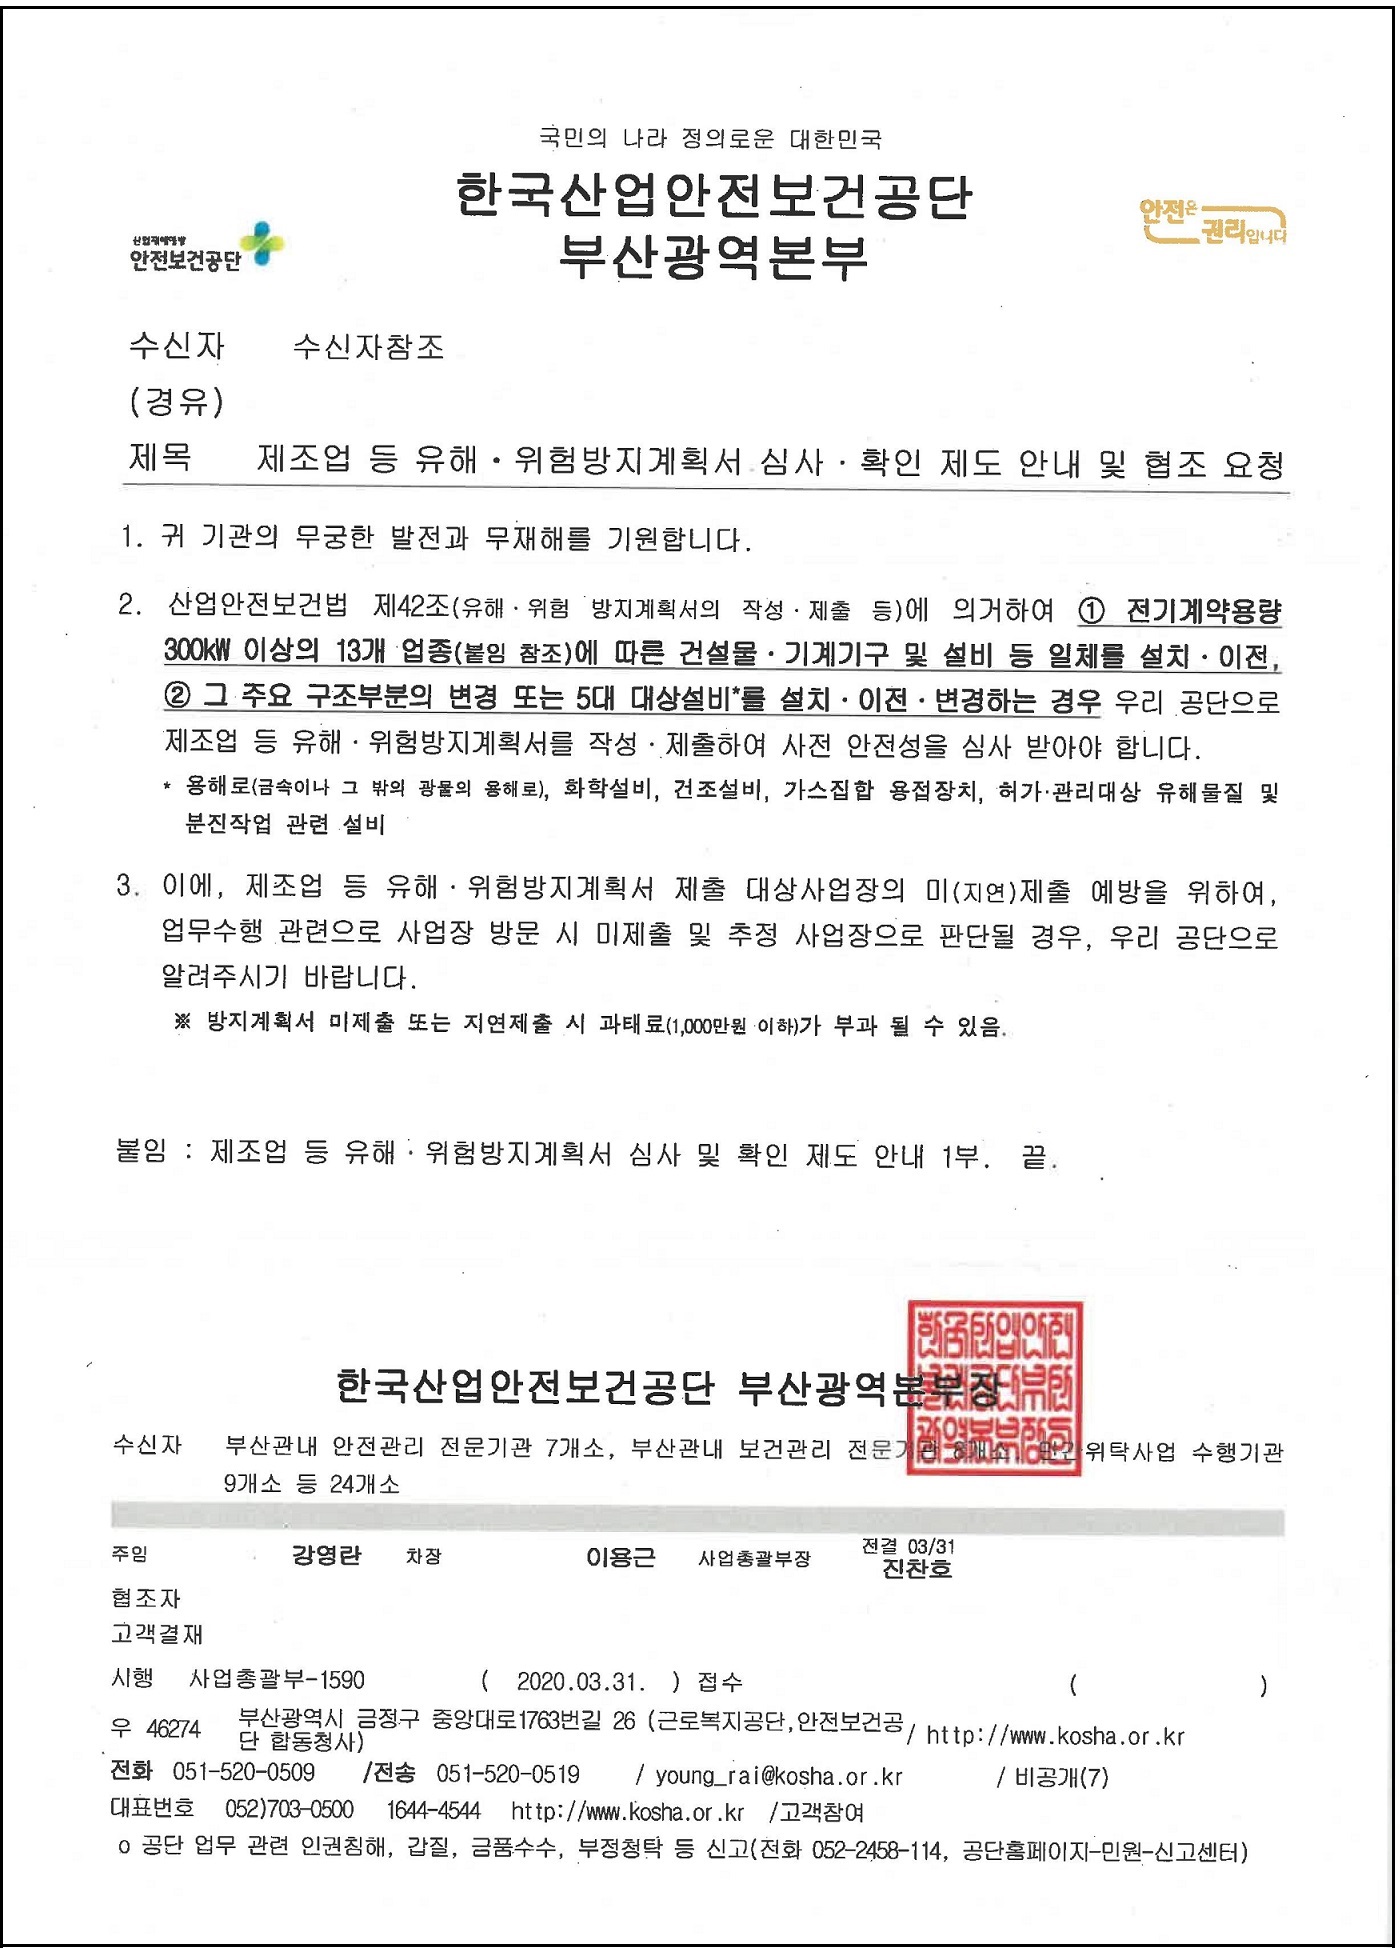 국민의 나라 정의로운 대한민국
한국산업안전보건공단
부산광역본부
산업재해예방
안전보건공단
안전은
권리입니다
수신자 수신자참조
(경유)
제목 제조업 등 유해·위험방지계획서 심사·확인 제도 안내 및 협조 요청
1. 귀 기관의 무궁한 발전과 무재해를 기원합니다.
2. 산업안전보건법 제42조(유해·위험 방지계획서의 작성·제출 등)에 의거하여 ① 전기계약용량
300kW 이상의 13개 업종(붙임 참조)에 따른 건설물·기계기구 및 설비 등 일체를 설치·이전,
② 그 주요 구조부분의 변경 또는 5대 대상설비*를 설치·이전·변경하는 경우 우리 공단으로
제조업 등 유해·위험방지계획서를 작성·제출하여 사전 안전성을 심사 받아야 합니다.
* 용해로(금속이나 그 밖의 광물의 용해로), 화학설비, 건조설비, 가스집합 용접장치, 허가·관리대상 유해물질 및
분진작업 관련 설비
3. 이에, 제조업 등 유해·위험방지계획서 제출 대상사업장의 미(지연)제출 예방을 위하여,
업무수행 관련으로 사업장 방문 시 미제출 및 추정 사업장으로 판단될 경우, 우리 공단으로
알려주시기 바랍니다.
※ 방지계획서 미제출 또는 지연제출 시 과태료(1,000만원 이하)가 부과 될 수 있음.
붙임 : 제조업 등 유해·위험방지계획서 심사 및 확인 제도 안내 1부. 끝.
한국산업안전보건공단 부산광역본부장
수신자 부산관내 안전관리 전문기관 7개소, 부산관내 보건관리 전문기관 8개소, 민간위탁사업 수행기관
9개소 등 24개소
주임 강영란 차장 이용근 사업총괄부장 전결 03/31
진찬호
협조자
고객결재
시행 사업총괄부-1590 ( 2020.03.31. ) 접수 ( )
우 46274 부산광역시 금정구 중앙대로1763번길 26 (근로복지공단,안전보건공
단 합동청사) / http://www.kosha.or.kr
전화 051-520-0509 /전송 051-520-0519 / young_rai@kosha.or.kr / 비공개(7)
대표번호 052)703-0500 1644-4544 http://www.kosha.or.kr /고객참여
o 공단 업무 관련 인권침해, 갑질, 금품수수, 부정청탁 등 신고(전화 052-2458-114, 공단홈페이지-민원-신고센터)